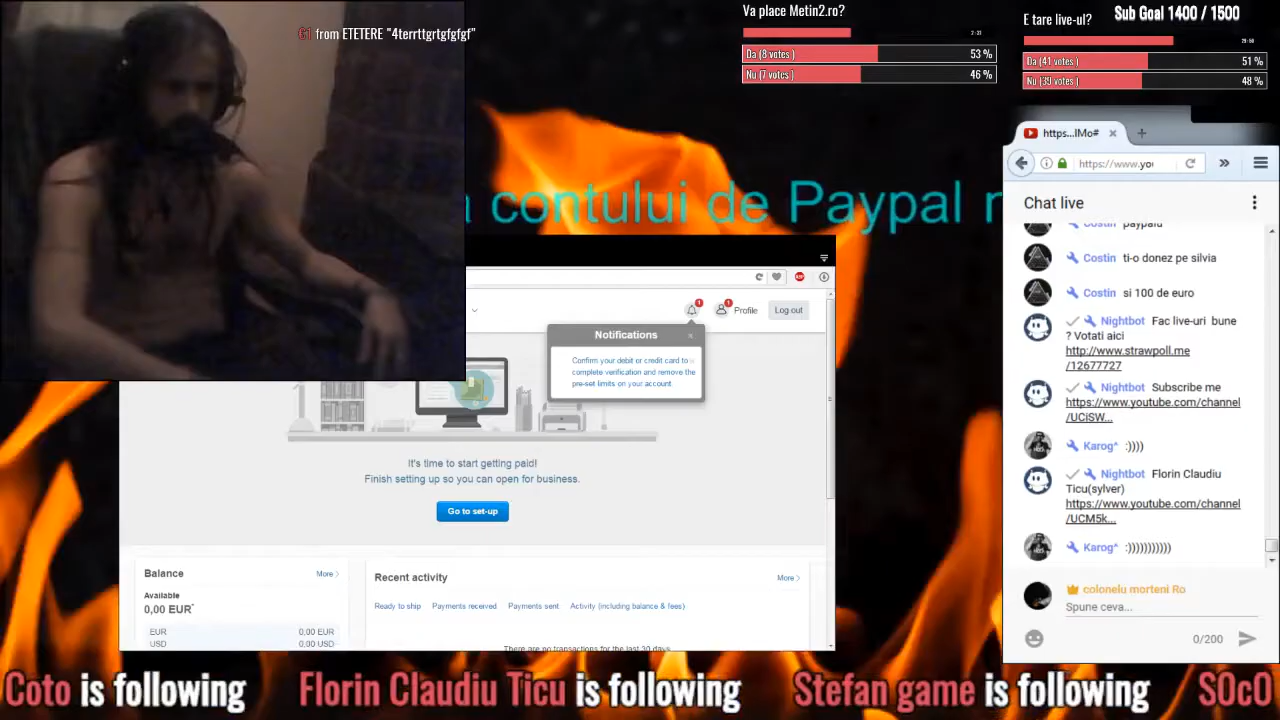 G1 from ETETERE "4terrttgrtgfgfgf"
Va place Metin2.ro?
Da (8 votes ) 53 %
Nu (7 votes ) 46 %
E tare live-ul?
Sub Goal 1400 / 1500
Da (41 votes ) 51 %
Nu (39 votes ) 48 %
contului de Paypal
https...lMo#
https://www.yo
Chat live
Costin paypalu
Costin ti-o donez pe silvia
Costin si 100 de euro
Nightbot Fac live-uri bune
? Votati aici
http://www.strawpoll.me
/12677727
Nightbot Subscribe me
https://www.youtube.com/channel
/UCiSW...
Karog^ :))))
Nightbot Florin Claudiu
Ticu(sylver)
https://www.youtube.com/channel
/UCM5k...
Karog^ :)))))))))))
colonelu morteni Ro
Spune ceva...
0/200
1
1
Profile
Log out
Notifications
Confirm your debit or credit card to
complete verification and remove the
pre-set limits on your account.
It's time to start getting paid!
Finish setting up so you can open for business.
Go to set-up
Balance
More
Available
0,00 EUR*
EUR 0,00 EUR
USD 0,00 USD
Recent activity
More
Ready to ship Payments received Payments sent Activity (including balance & fees)
There are no transactions for the last 30 days
Coto is following Florin Claudiu Ticu is following Stefan game is following SOcO